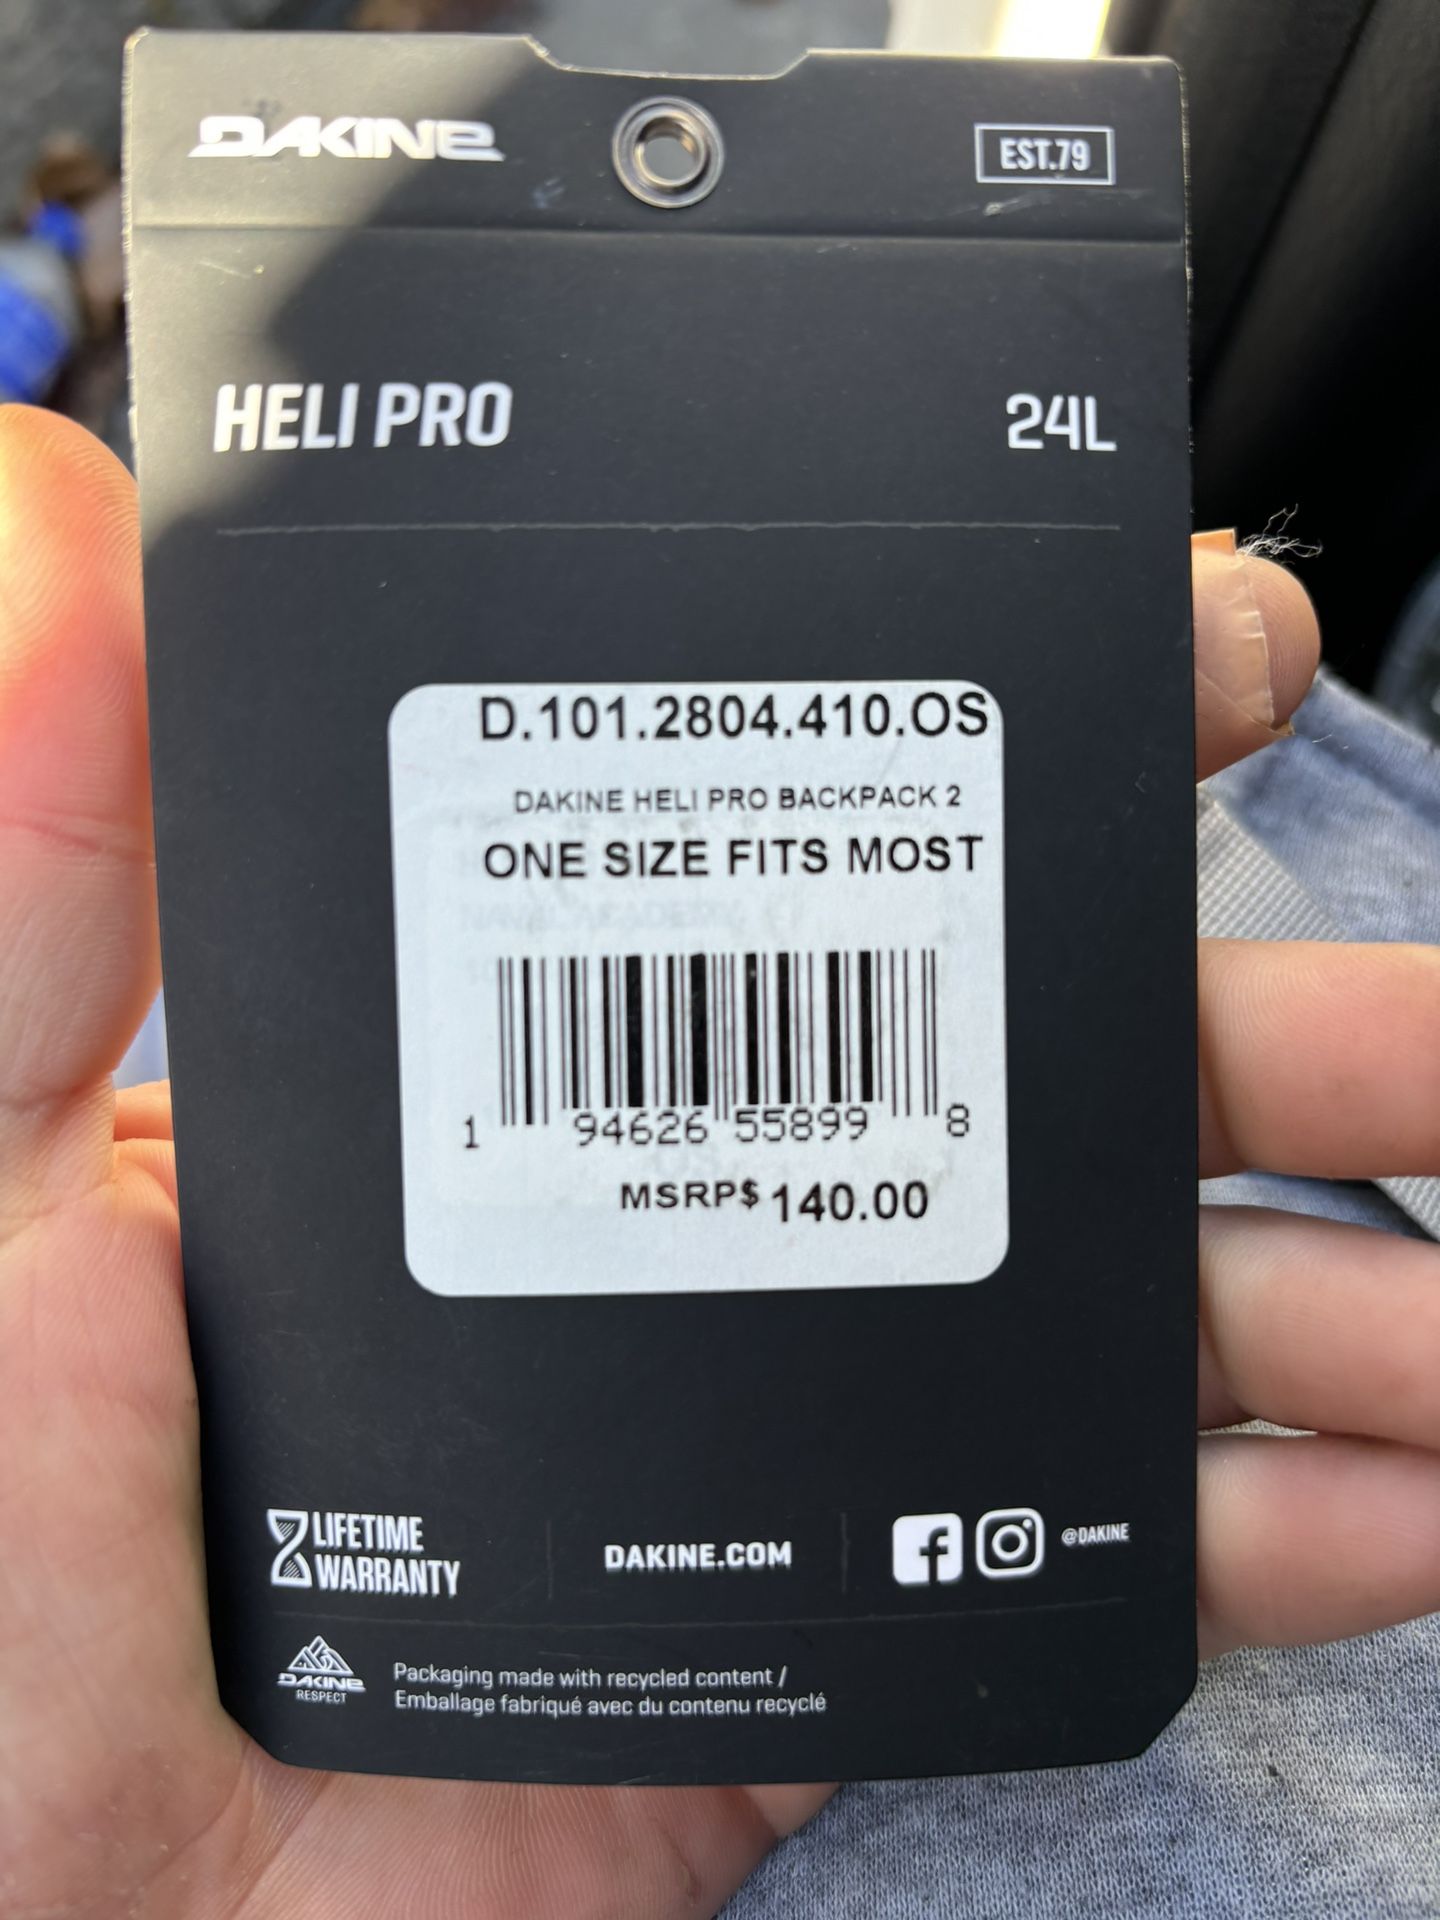 DAKINE
EST.79
HELI PRO 24L
D.101.2804.410.OS
DAKINE HELI PRO BACKPACK 2
ONE SIZE FITS MOST
1 94626 55899 8
MSRP$ 140.00
LIFETIME
WARRANTY
DAKINE.COM
@DAKINE
DAKINE
RESPECT
Packaging made with recycled content /
Emballage fabriqué avec du contenu recyclé